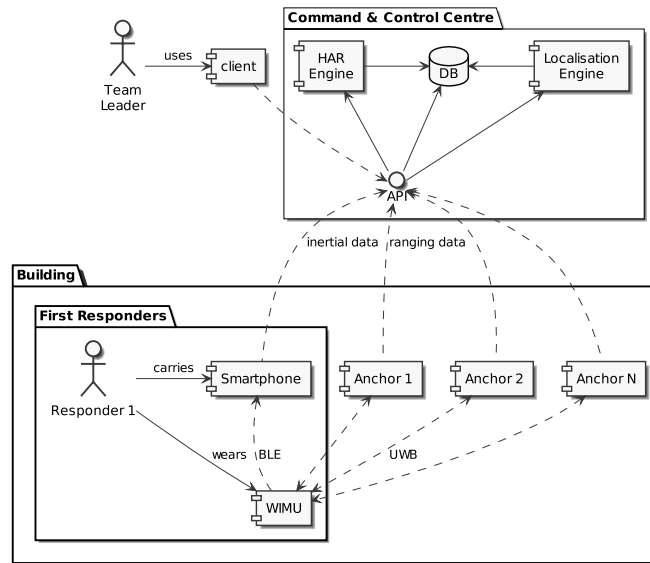 Command & Control Centre
Team
Leader
uses
client
HAR
Engine
DB
Localisation
Engine
API
inertial data
ranging data
Building
First Responders
Responder 1
carries
Smartphone
Anchor 1
Anchor 2
Anchor N
wears
BLE
UWB
WIMU